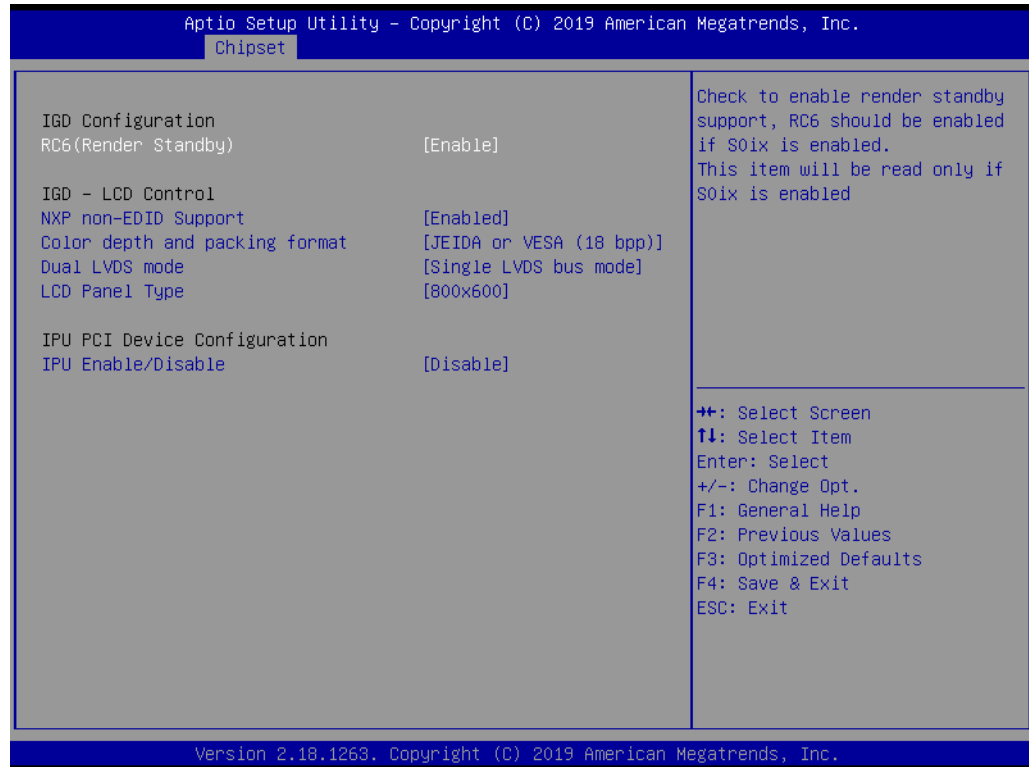 Aptio Setup Utility – Copyright (C) 2019 American Megatrends, Inc.
Chipset
IGD Configuration
RC6(Render Standby) [Enable]
IGD – LCD Control
NXP non-EDID Support [Enabled]
Color depth and packing format [JEIDA or VESA (18 bpp)]
Dual LVDS mode [Single LVDS bus mode]
LCD Panel Type [800x600]
IPU PCI Device Configuration
IPU Enable/Disable [Disable]
Check to enable render standby
support, RC6 should be enabled
if S0ix is enabled.
This item will be read only if
S0ix is enabled
→←: Select Screen
↑↓: Select Item
Enter: Select
+/-: Change Opt.
F1: General Help
F2: Previous Values
F3: Optimized Defaults
F4: Save & Exit
ESC: Exit
Version 2.18.1263. Copyright (C) 2019 American Megatrends, Inc.